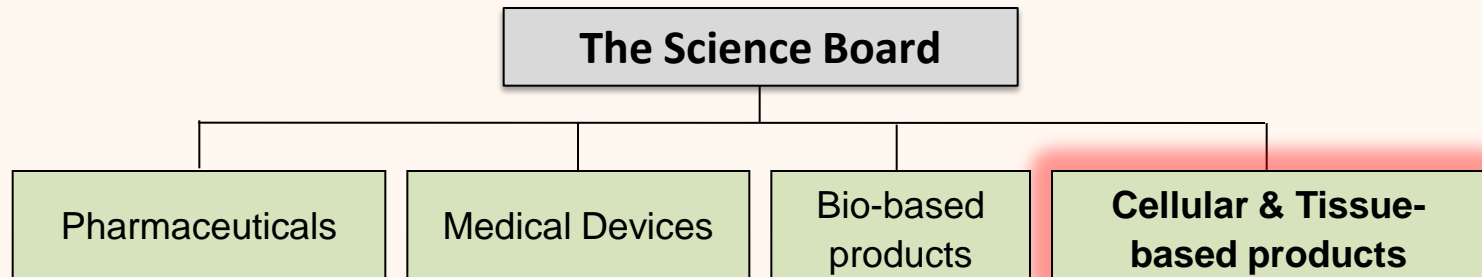 The Science Board
Pharmaceuticals
Medical Devices
Bio-based
products
Cellular & Tissue-
based products